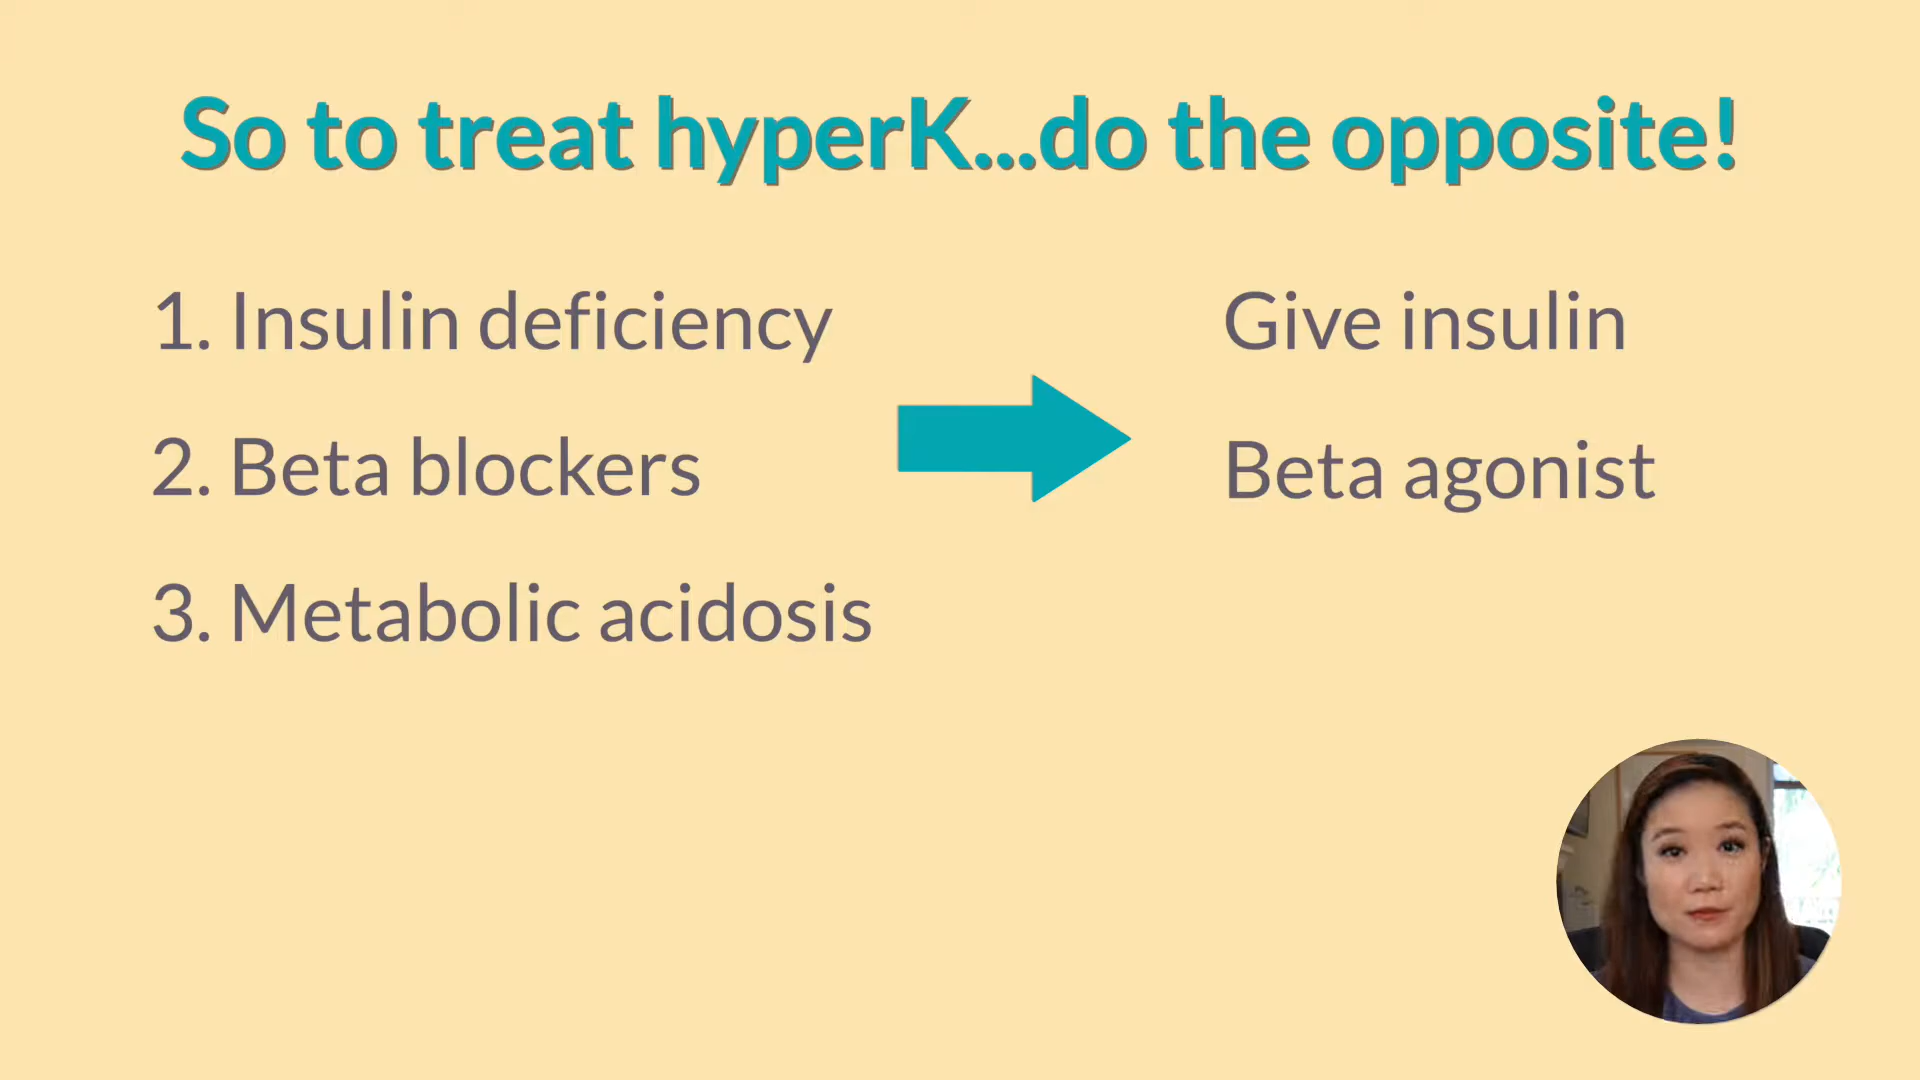 So to treat hyperK...do the opposite!
1. Insulin deficiency
2. Beta blockers
3. Metabolic acidosis
Give insulin
Beta agonist